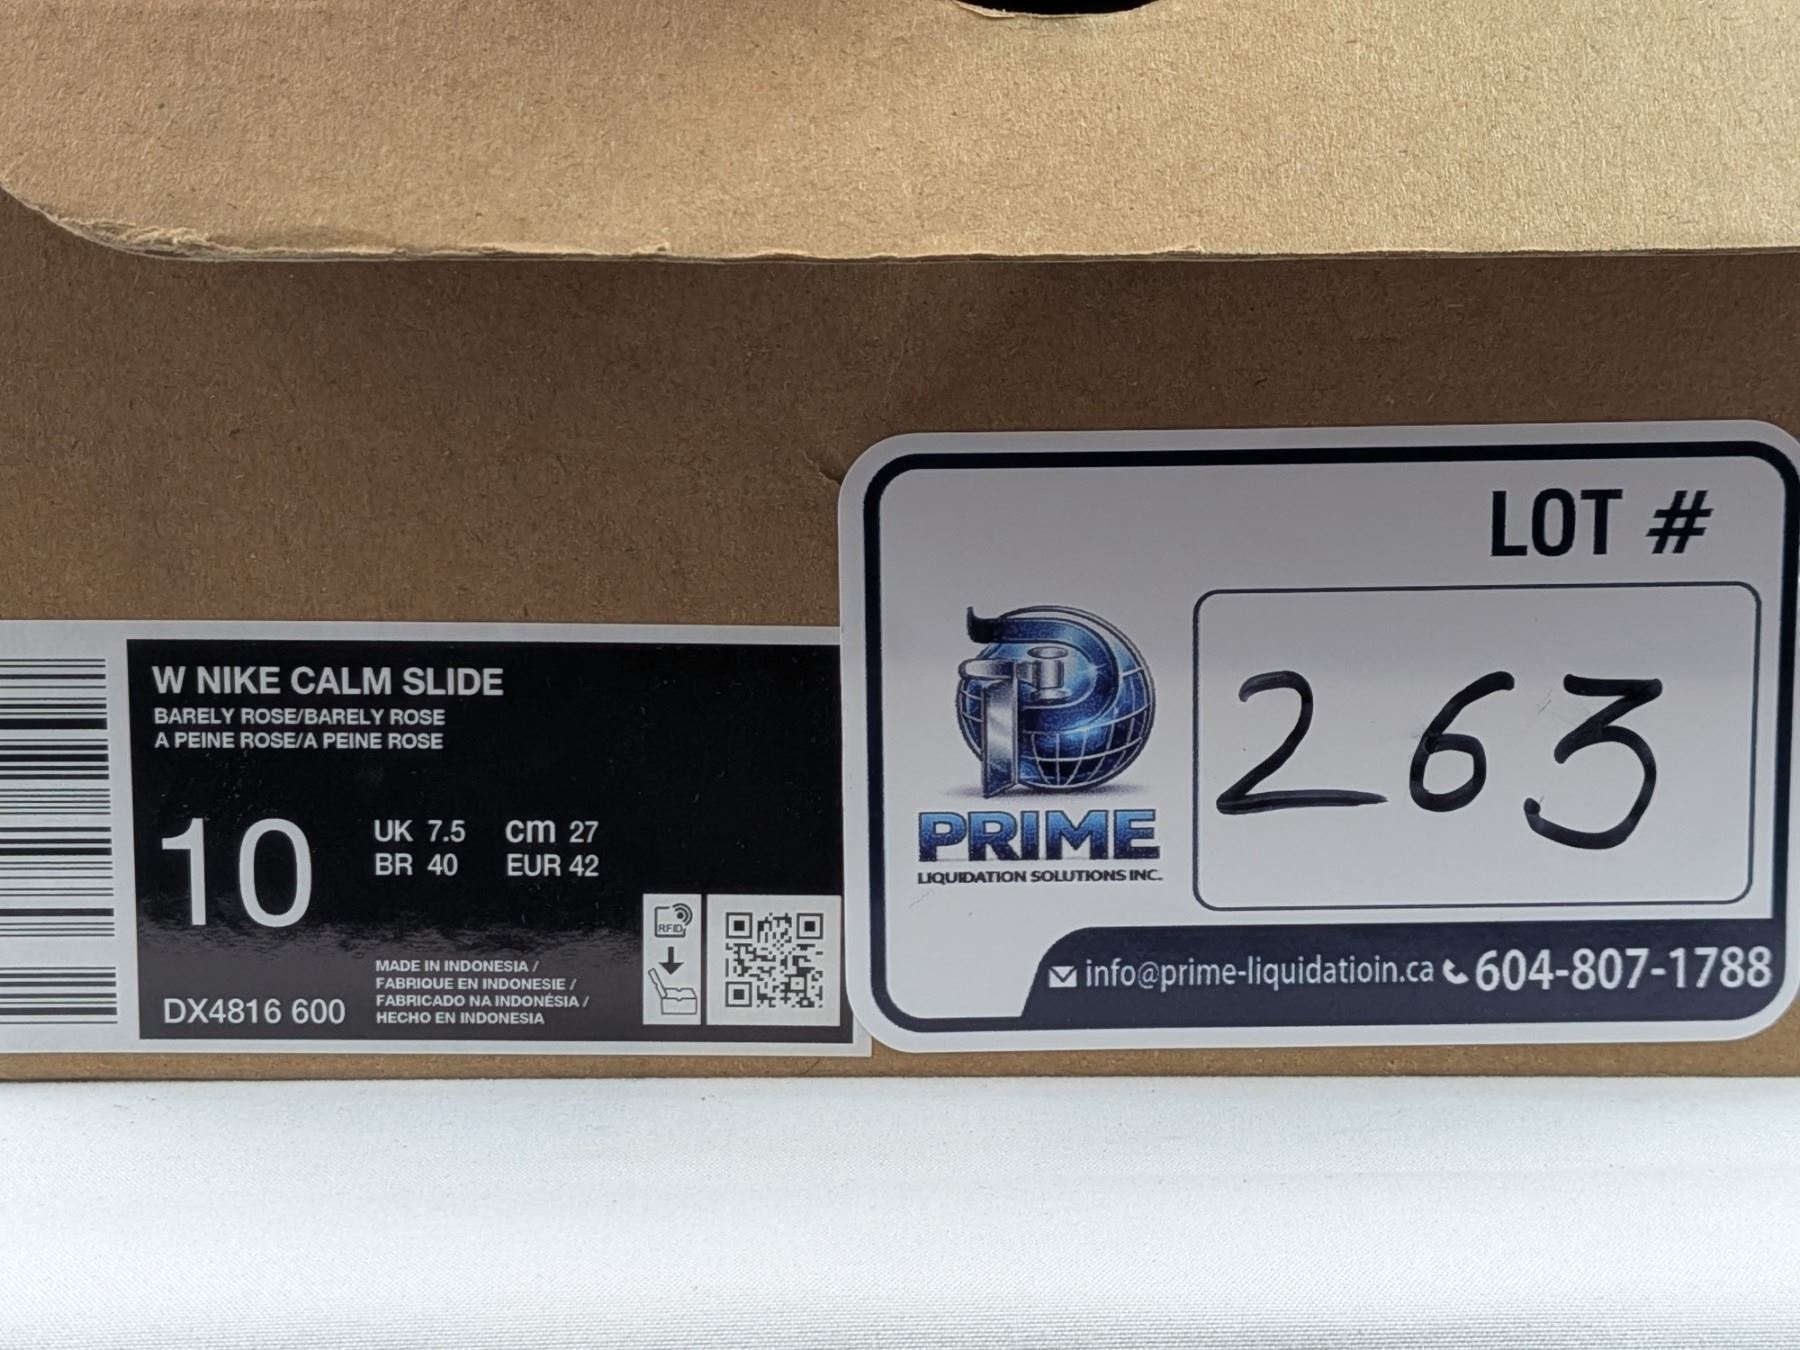 W NIKE CALM SLIDE
BARELY ROSE/BARELY ROSE
A PEINE ROSE/A PEINE ROSE
10
UK 7.5 cm 27
BR 40 EUR 42
DX4816 600
MADE IN INDONESIA /
FABRIQUE EN INDONESIE /
FABRICADO NA INDONÉSIA /
HECHO EN INDONESIA
RFID
LOT #
263
PRIME
LIQUIDATION SOLUTIONS INC.
info@prime-liquidatioin.ca 604-807-1788